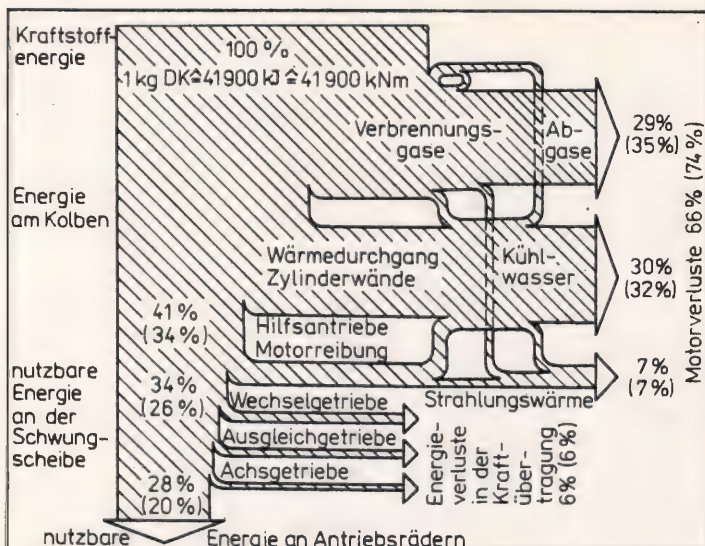 Kraftstoff-
energie
100 %
1 kg DK ≙ 41900 kJ ≙ 41 900 kNm
Verbrennungs-
gase
Ab-
gase
29%
(35%)
Energie
am Kolben
Wärmedurchgang
Zylinderwände
Kühl-
wasser
30%
(32%)
Motorverluste 66% (74%)
41%
(34%)
Hilfsantriebe
Motorreibung
7%
(7%)
nutzbare
Energie
an der
Schwung-
scheibe
34%
(26%)
Wechselgetriebe
Ausgleichgetriebe
Achsgetriebe
Strahlungswärme
Energie-
verluste
in der
Kraft-
über-
tragung
6% (6%)
28%
(20%)
nutzbare Energie an Antriebsrädern